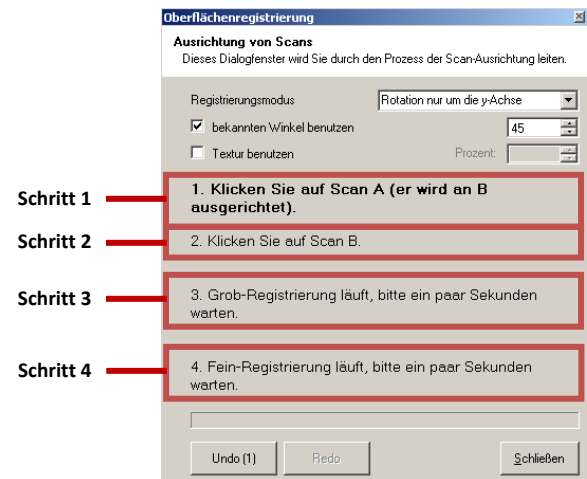 Oberflächenregistrierung
Ausrichtung von Scans
Dieses Dialogfenster wird Sie durch den Prozess der Scan-Ausrichtung leiten.
Registrierungsmodus Rotation nur um die y-Achse
bekannten Winkel benutzen 45
Textur benutzen Prozent:
Schritt 1
1. Klicken Sie auf Scan A (er wird an B
ausgerichtet).
Schritt 2
2. Klicken Sie auf Scan B.
Schritt 3
3. Grob-Registrierung läuft, bitte ein paar Sekunden
warten.
Schritt 4
4. Fein-Registrierung läuft, bitte ein paar Sekunden
warten.
Undo (1) Redo Schließen